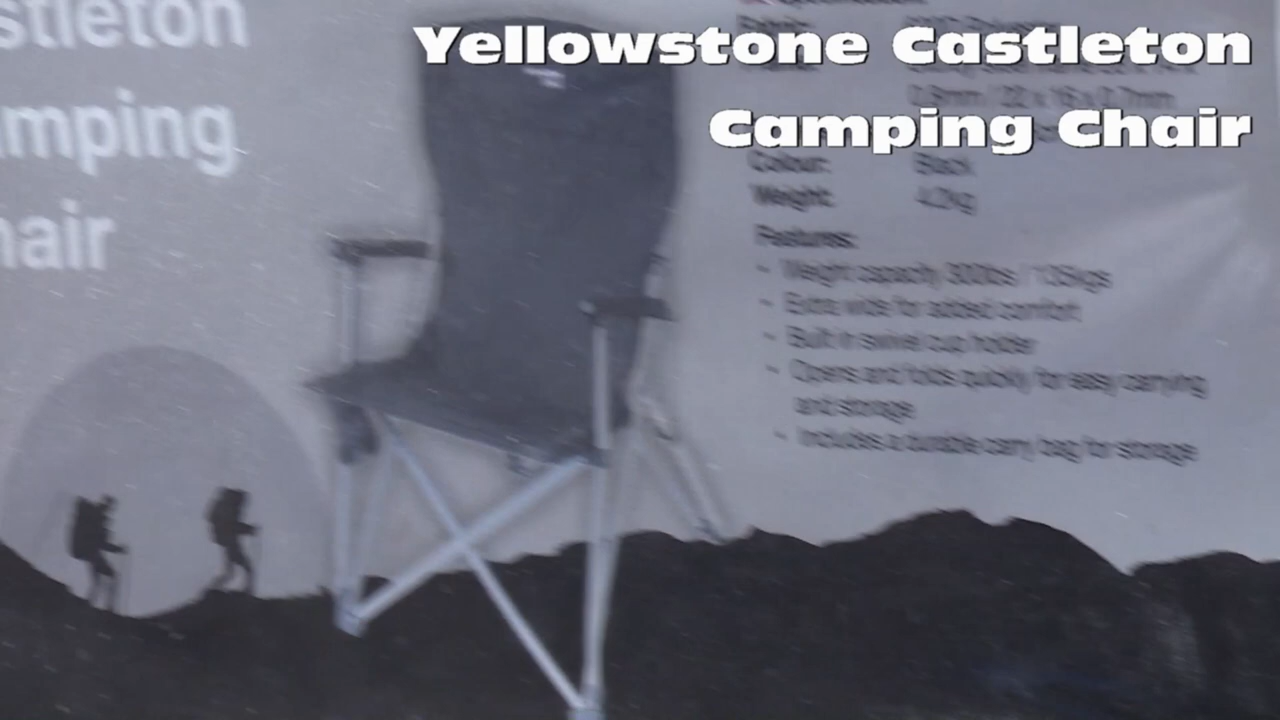 Yellowstone Castleton
Camping Chair
stleton
mping
hair
Colour: Black
Weight: 4.2kg
Features:
- Weight capacity 300lbs / 135kgs
- Extra wide for added comfort
- Built in swivel cup holder
- Opens and folds quickly for easy carrying
and storage
- Includes a durable carry bag for storage